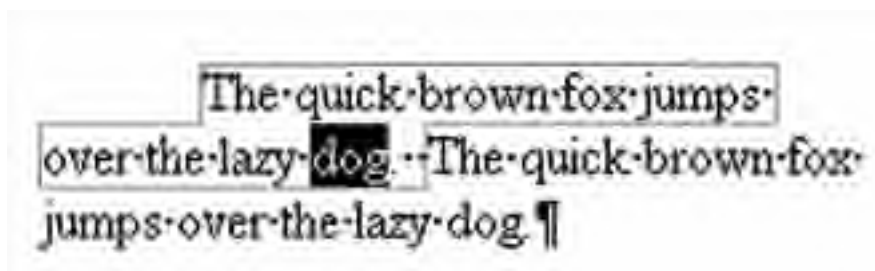 The·quick·brown·fox·jumps·
over·the·lazy·dog.··The·quick·brown·fox·
jumps·over·the·lazy·dog.¶